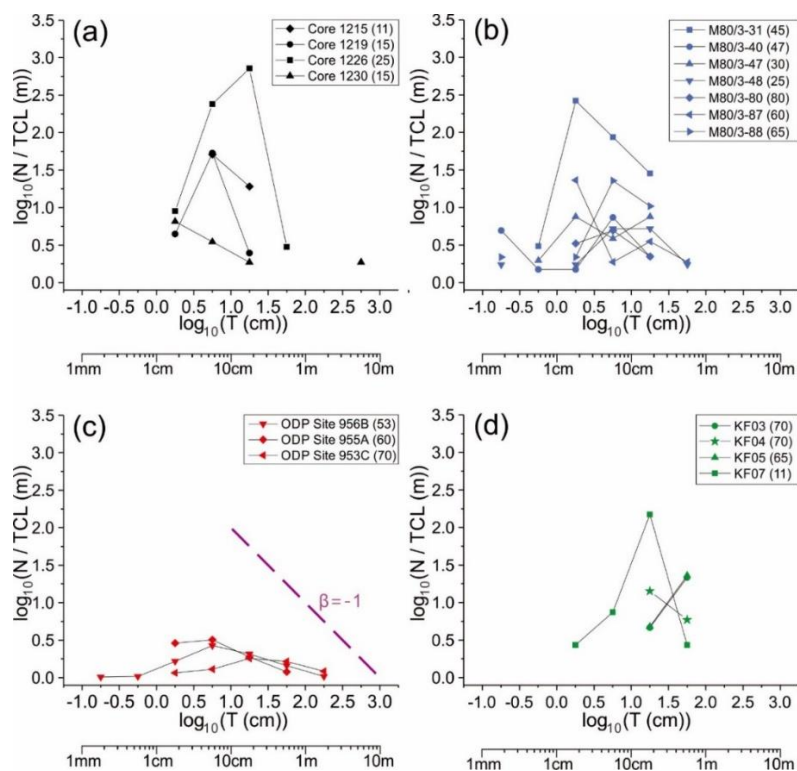 (a)
Core 1215 (11)
Core 1219 (15)
Core 1226 (25)
Core 1230 (15)
log10(N / TCL (m))
3.5
3.0
2.5
2.0
1.5
1.0
0.5
0.0
-1.0 -0.5 0.0 0.5 1.0 1.5 2.0 2.5 3.0
log10(T (cm))
1mm 1cm 10cm 1m 10m
(b)
M80/3-31 (45)
M80/3-40 (47)
M80/3-47 (30)
M80/3-48 (25)
M80/3-80 (80)
M80/3-87 (60)
M80/3-88 (65)
log10(N / TCL (m))
3.5
3.0
2.5
2.0
1.5
1.0
0.5
0.0
-1.0 -0.5 0.0 0.5 1.0 1.5 2.0 2.5 3.0
log10(T (cm))
1mm 1cm 10cm 1m 10m
(c)
ODP Site 956B (53)
ODP Site 955A (60)
ODP Site 953C (70)
β=-1
log10(N / TCL (m))
3.5
3.0
2.5
2.0
1.5
1.0
0.5
0.0
-1.0 -0.5 0.0 0.5 1.0 1.5 2.0 2.5 3.0
log10(T (cm))
1mm 1cm 10cm 1m 10m
(d)
KF03 (70)
KF04 (70)
KF05 (65)
KF07 (11)
log10(N / TCL (m))
3.5
3.0
2.5
2.0
1.5
1.0
0.5
0.0
-1.0 -0.5 0.0 0.5 1.0 1.5 2.0 2.5 3.0
log10(T (cm))
1mm 1cm 10cm 1m 10m